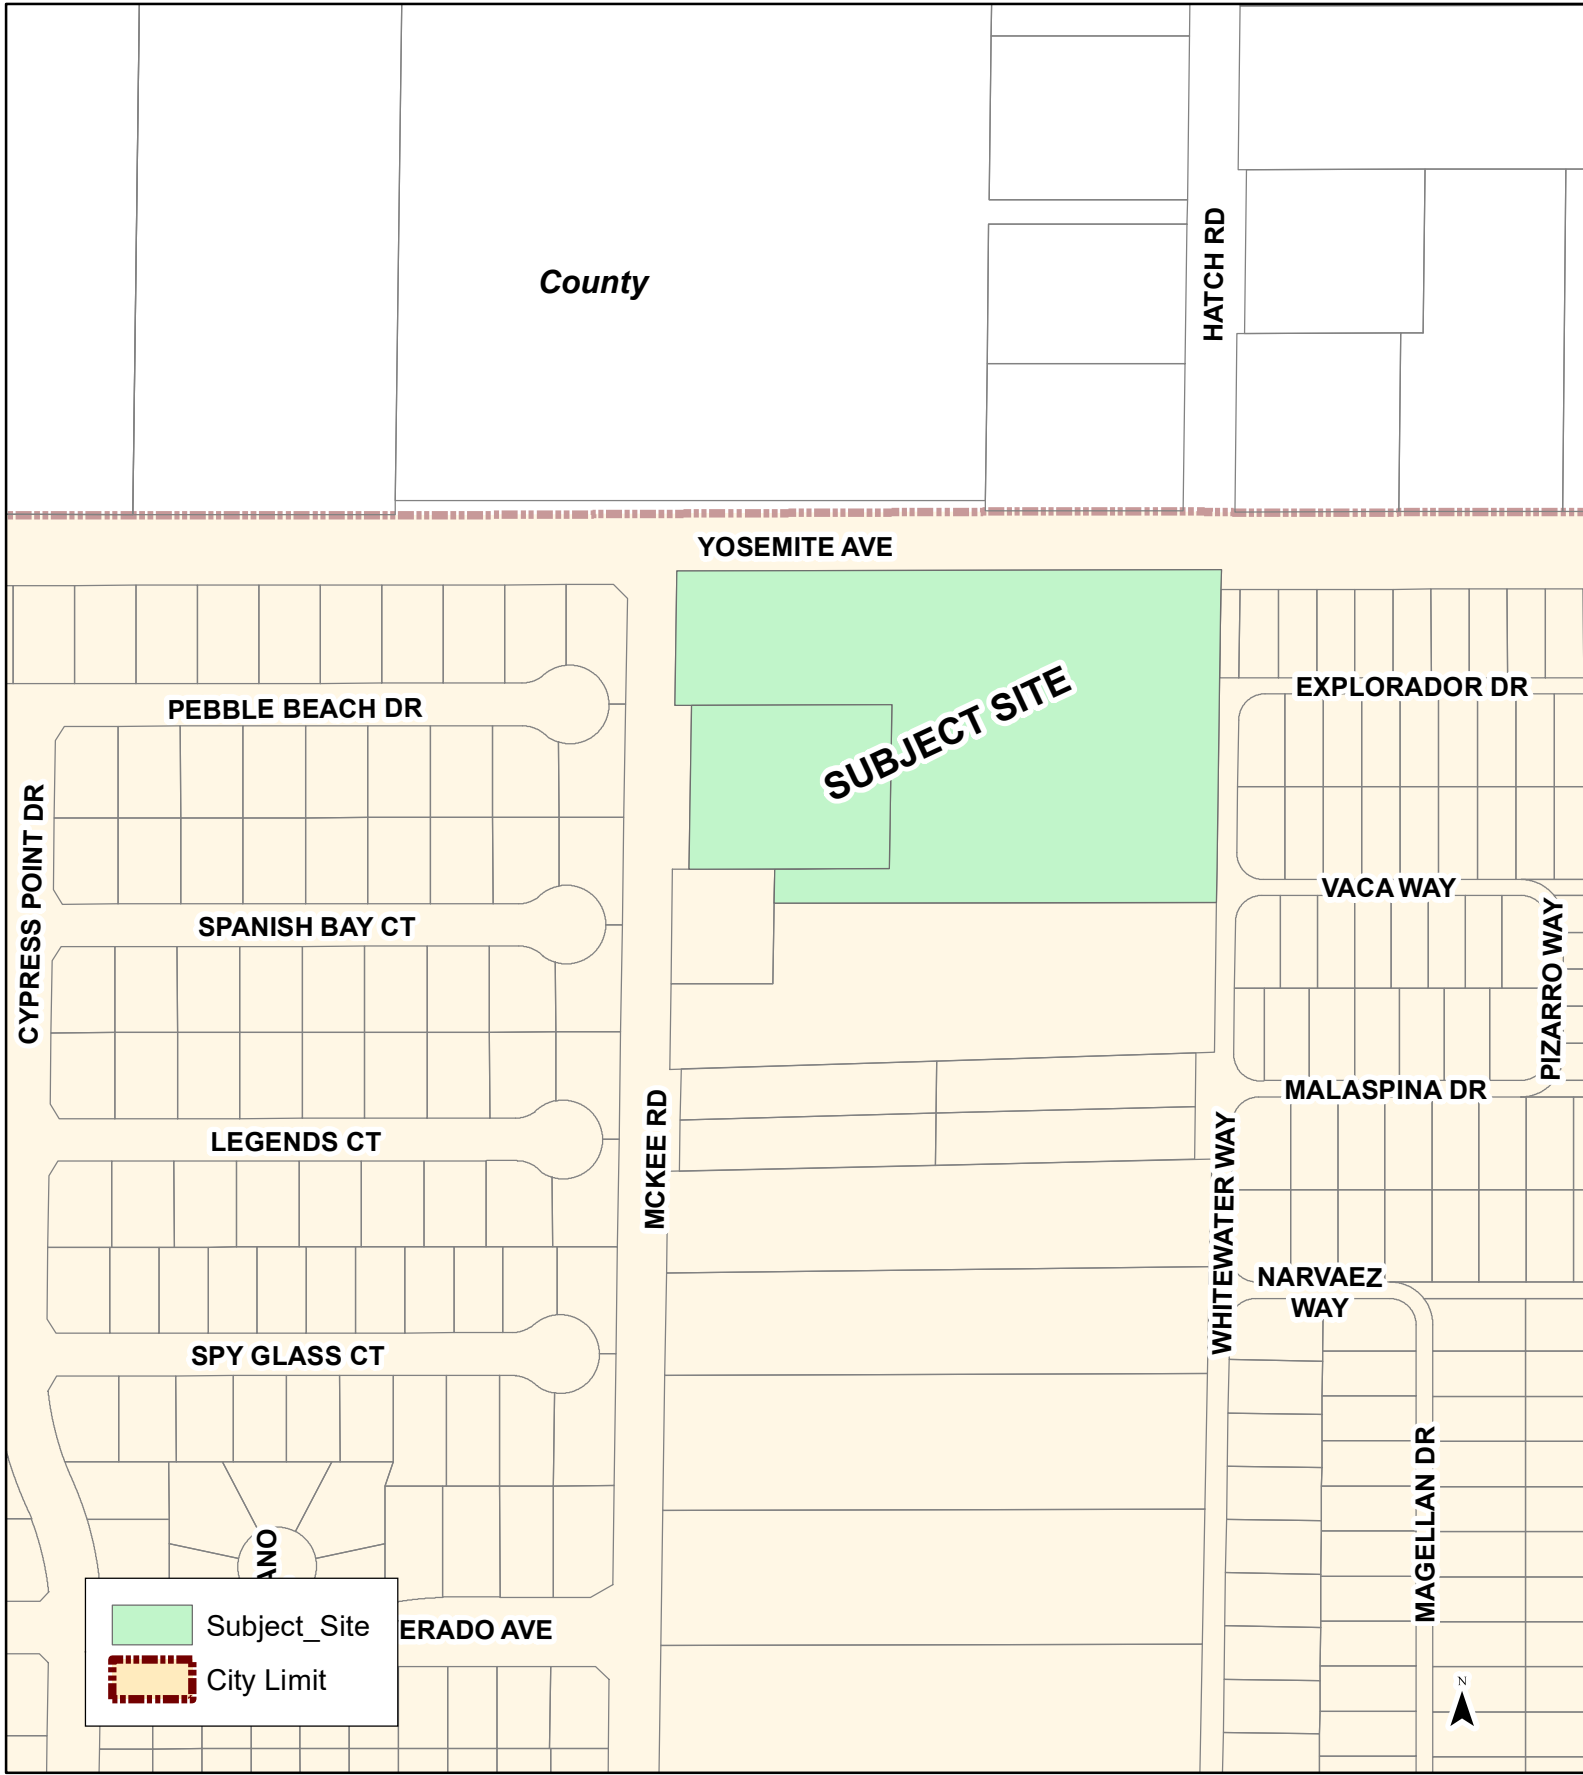 County
HATCH RD
YOSEMITE AVE
SUBJECT SITE
EXPLORADOR DR
PEBBLE BEACH DR
CYPRESS POINT DR
VACA WAY
SPANISH BAY CT
PIZARRO WAY
MALASPINA DR
MCKEE RD
LEGENDS CT
WHITEWATER WAY
NARVAEZ
WAY
SPY GLASS CT
MAGELLAN DR
ANO
ERADO AVE
Subject_Site
City Limit
N